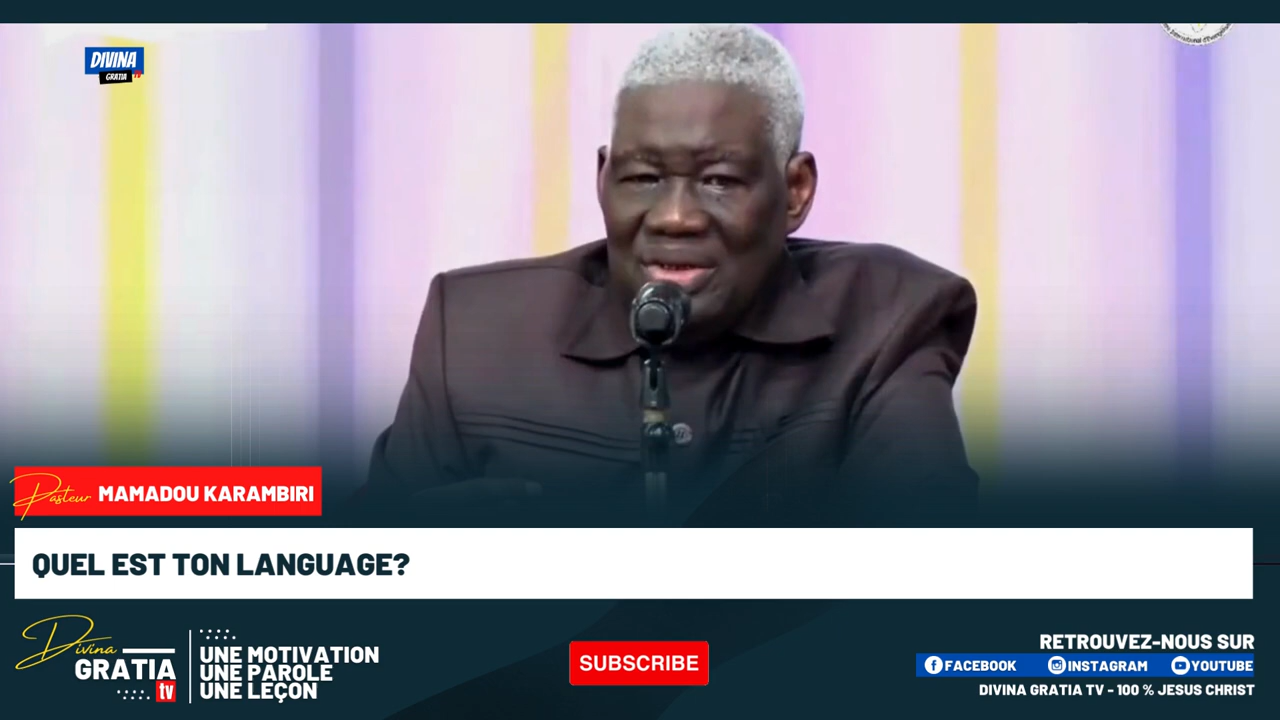 DIVINA
GRATIA
Pasteur MAMADOU KARAMBIRI
QUEL EST TON LANGUAGE?
Divina
GRATIA
tv
UNE MOTIVATION
UNE PAROLE
UNE LEÇON
SUBSCRIBE
RETROUVEZ-NOUS SUR
FACEBOOK INSTAGRAM YOUTUBE
DIVINA GRATIA TV - 100 % JESUS CHRIST